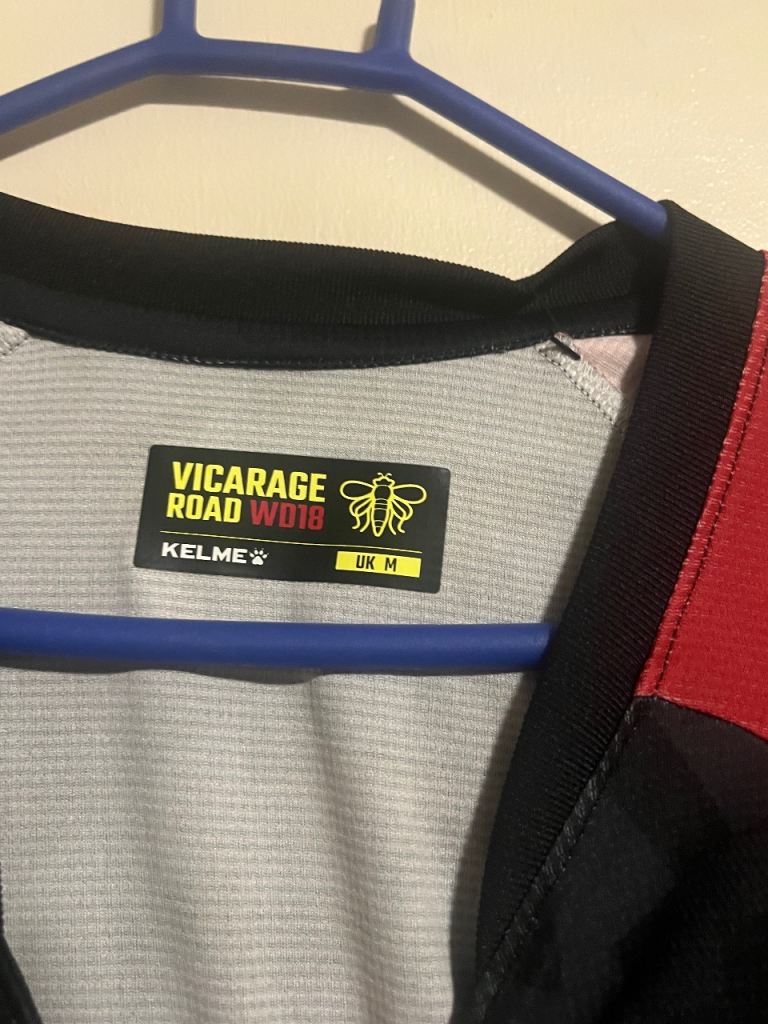 VICARAGE
ROAD WD18
KELME
UK M